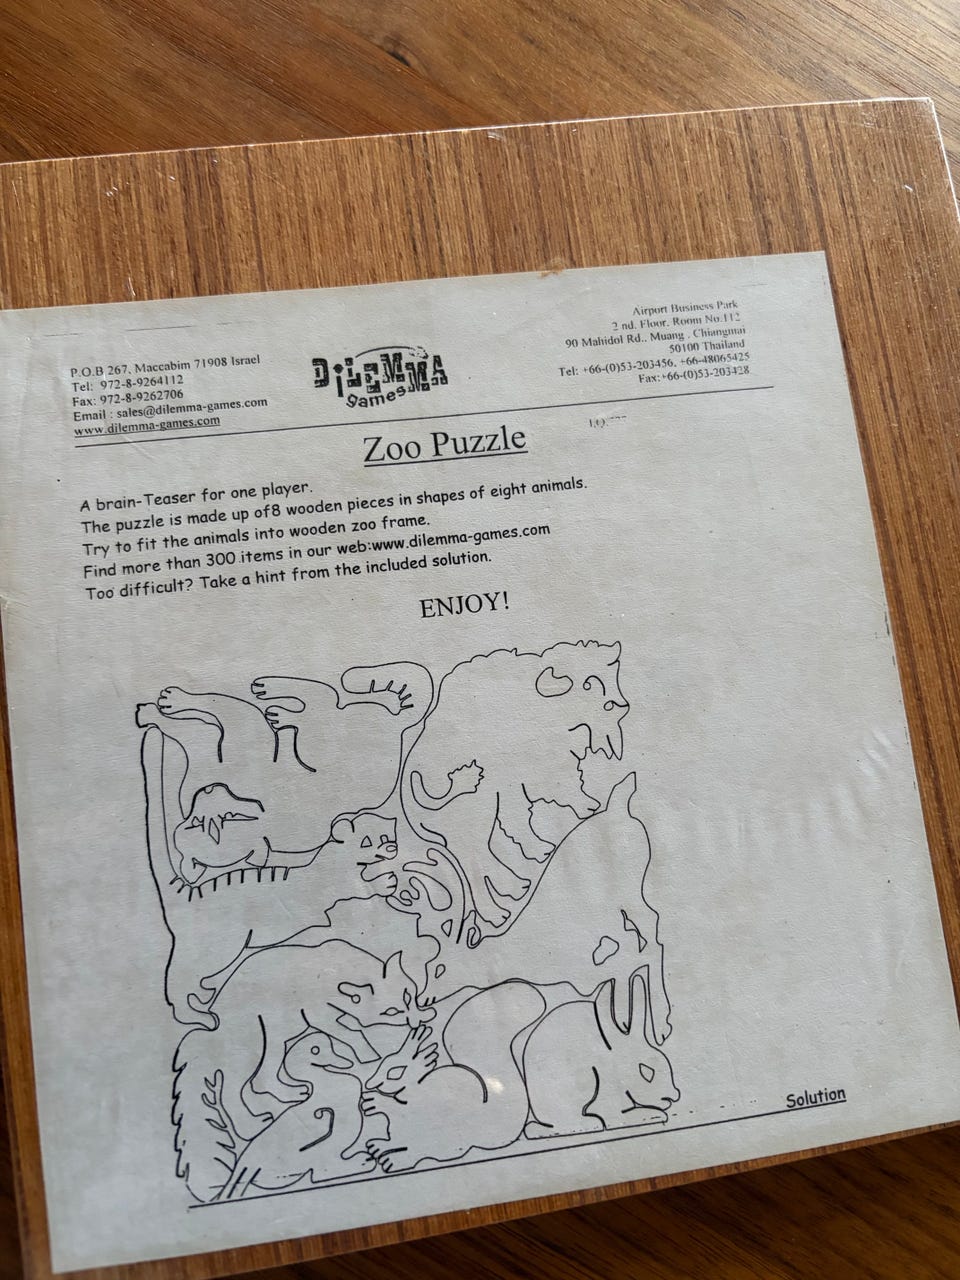 P.O.B 267, Maccabim 71908 Israel
Tel: 972-8-9264112
Fax: 972-8-9262706
Email : sales@dilemma-games.com
www.dilemma-games.com
DiLEMMA
games
Airport Business Park
2 nd. Floor. Room No.112
90 Mahidol Rd., Muang , Chiangmai
50100 Thailand
Tel: +66-(0)53-203456, +66-48065425
Fax:+66-(0)53-203428
Zoo Puzzle
A brain-Teaser for one player.
The puzzle is made up of8 wooden pieces in shapes of eight animals.
Try to fit the animals into wooden zoo frame.
Find more than 300 items in our web:www.dilemma-games.com
Too difficult? Take a hint from the included solution.
ENJOY!
Solution